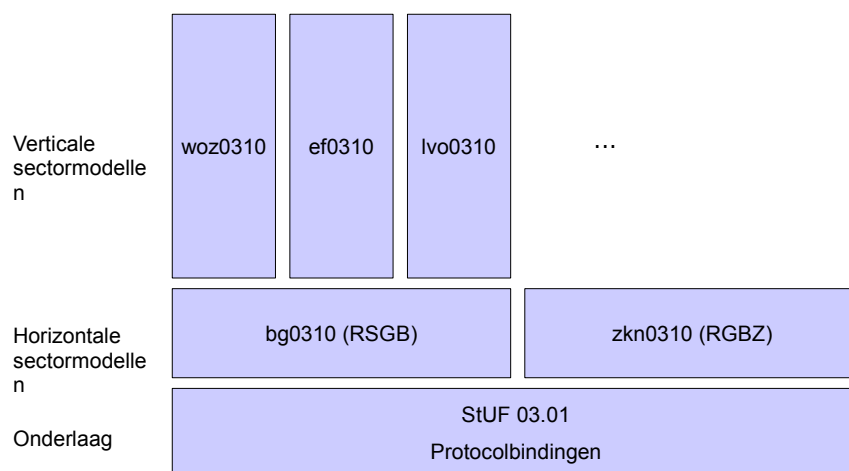 Verticale
sectormodelle
n
woz0310
ef0310
lvo0310
...
Horizontale
sectormodelle
n
bg0310 (RSGB)
zkn0310 (RGBZ)
Onderlaag
StUF 03.01
Protocolbindingen